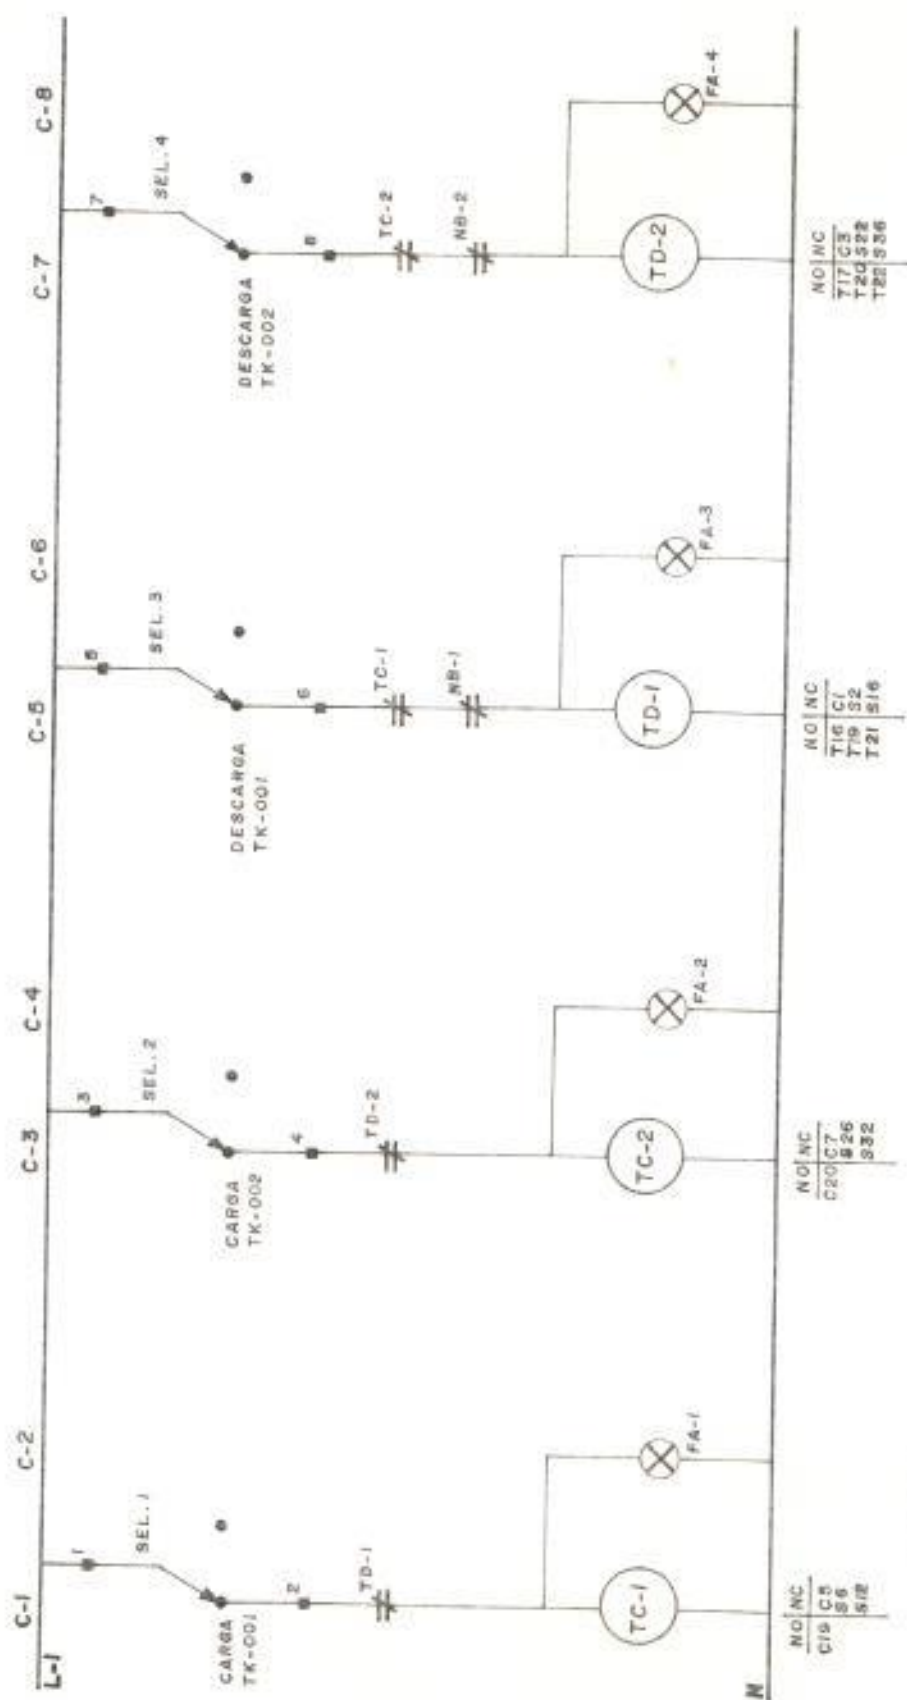 L-1
C-1
C-2
C-3
C-4
C-5
C-6
C-7
C-8
1
SEL.1
CARGA
TK-001
2
TD-1
TC-1
FA-1
3
SEL.2
CARGA
TK-002
4
TD-2
TC-2
FA-2
5
SEL.3
DESCARGA
TK-001
6
TC-1
NB-1
TD-1
FA-3
7
SEL.4
DESCARGA
TK-002
8
TC-2
NB-2
TD-2
FA-4
N
NO NC
C19 C5
S6
S12
NO NC
C20 C7
S26
S32
NO NC
T16 C1
T19 S2
T21 S16
NO NC
T17 C3
T20 S22
T22 S36